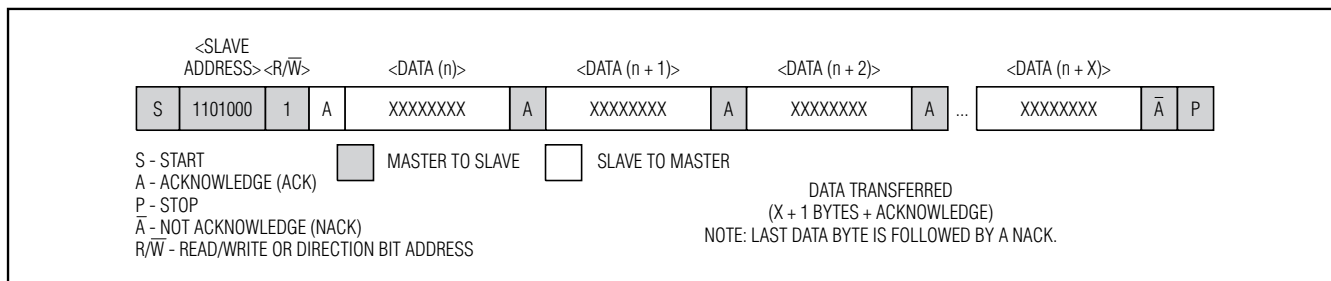 <SLAVE
ADDRESS> <R/W̅> <DATA (n)> <DATA (n + 1)> <DATA (n + 2)> <DATA (n + X)>
S 1101000 1 A XXXXXXXX A XXXXXXXX A XXXXXXXX A ... XXXXXXXX A̅ P
S - START
MASTER TO SLAVE
SLAVE TO MASTER
A - ACKNOWLEDGE (ACK)
P - STOP
A̅ - NOT ACKNOWLEDGE (NACK)
R/W̅ - READ/WRITE OR DIRECTION BIT ADDRESS
DATA TRANSFERRED
(X + 1 BYTES + ACKNOWLEDGE)
NOTE: LAST DATA BYTE IS FOLLOWED BY A NACK.